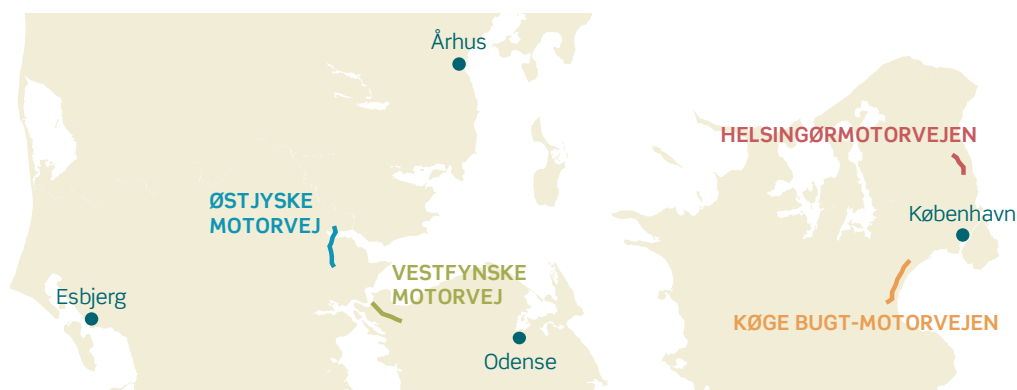 Århus
HELSINGØRMOTORVEJEN
ØSTJYSKE
MOTORVEJ
København
VESTFYNSKE
MOTORVEJ
Esbjerg
KØGE BUGT-MOTORVEJEN
Odense